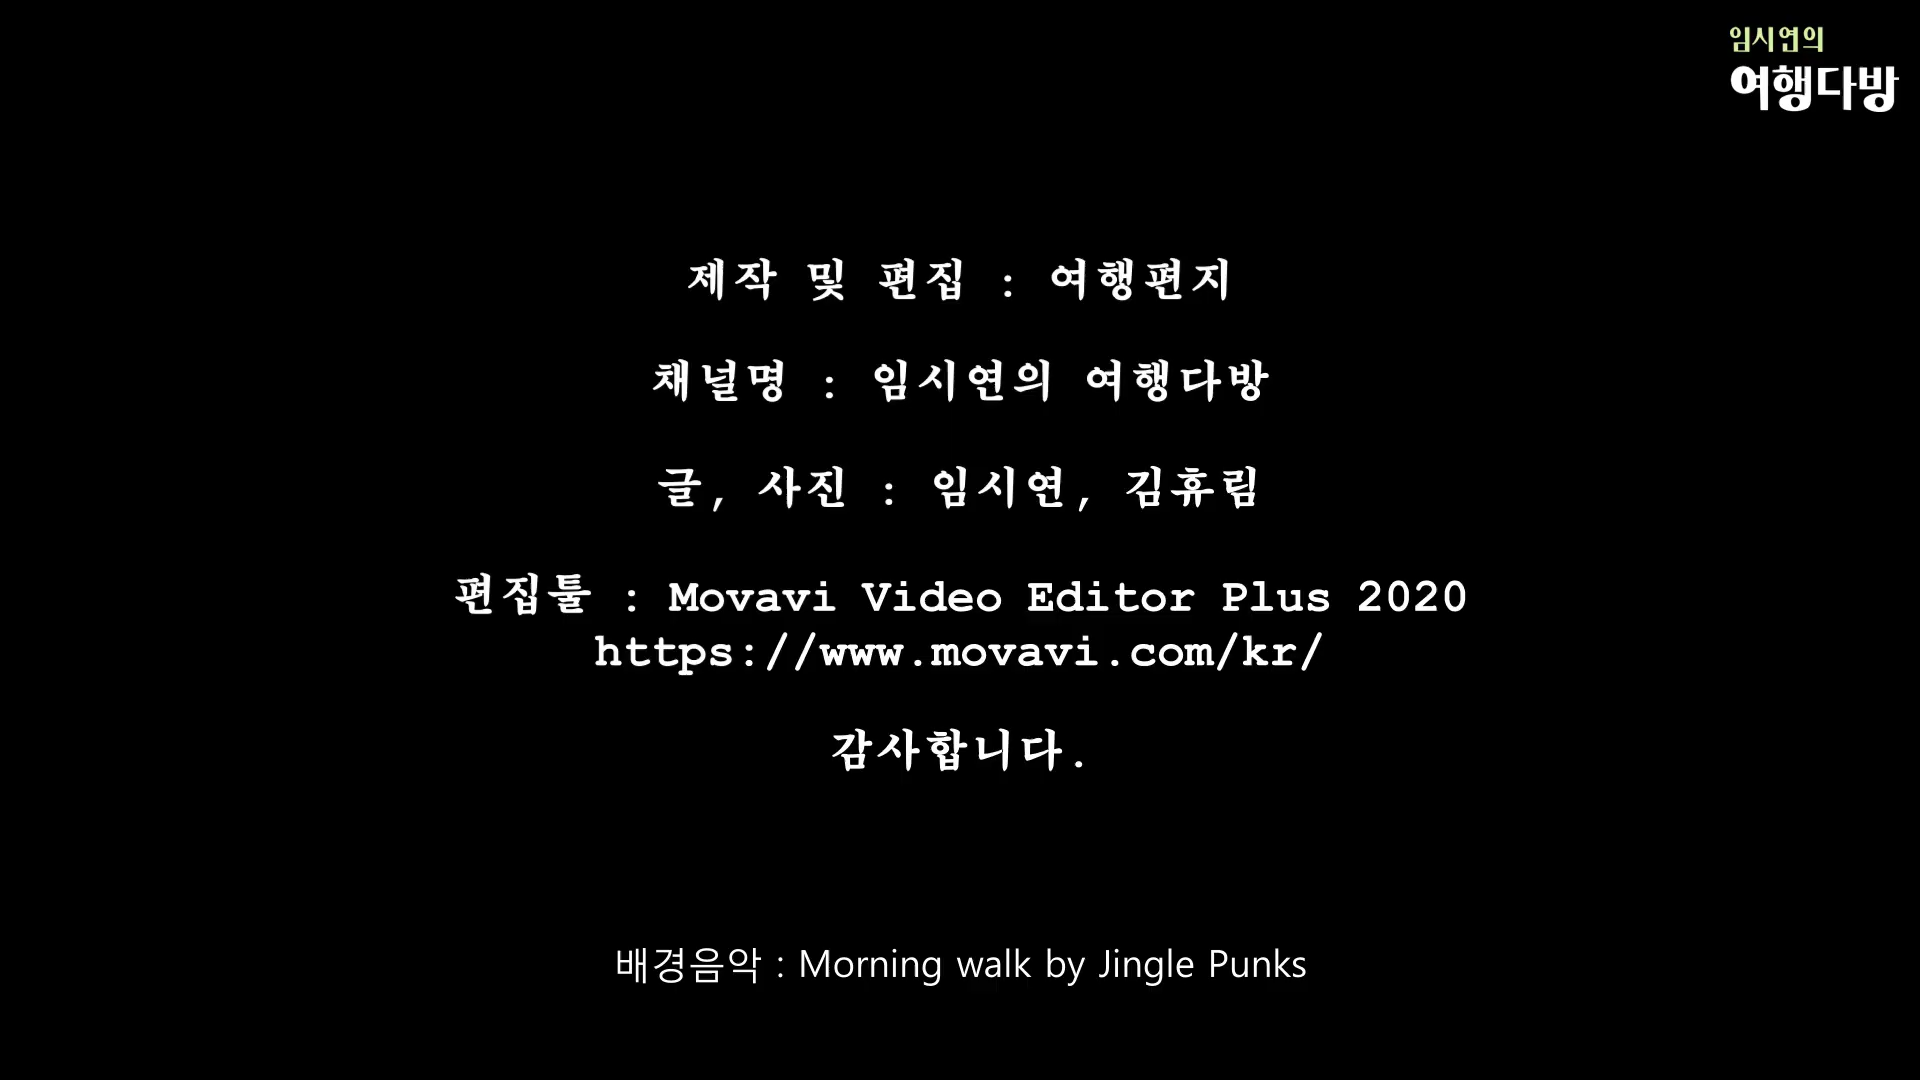 임시연의
여행다방
제작 및 편집 : 여행편지
채널명 : 임시연의 여행다방
글, 사진 : 임시연, 김휴림
편집툴 : Movavi Video Editor Plus 2020
https://www.movavi.com/kr/
감사합니다.
배경음악 : Morning walk by Jingle Punks